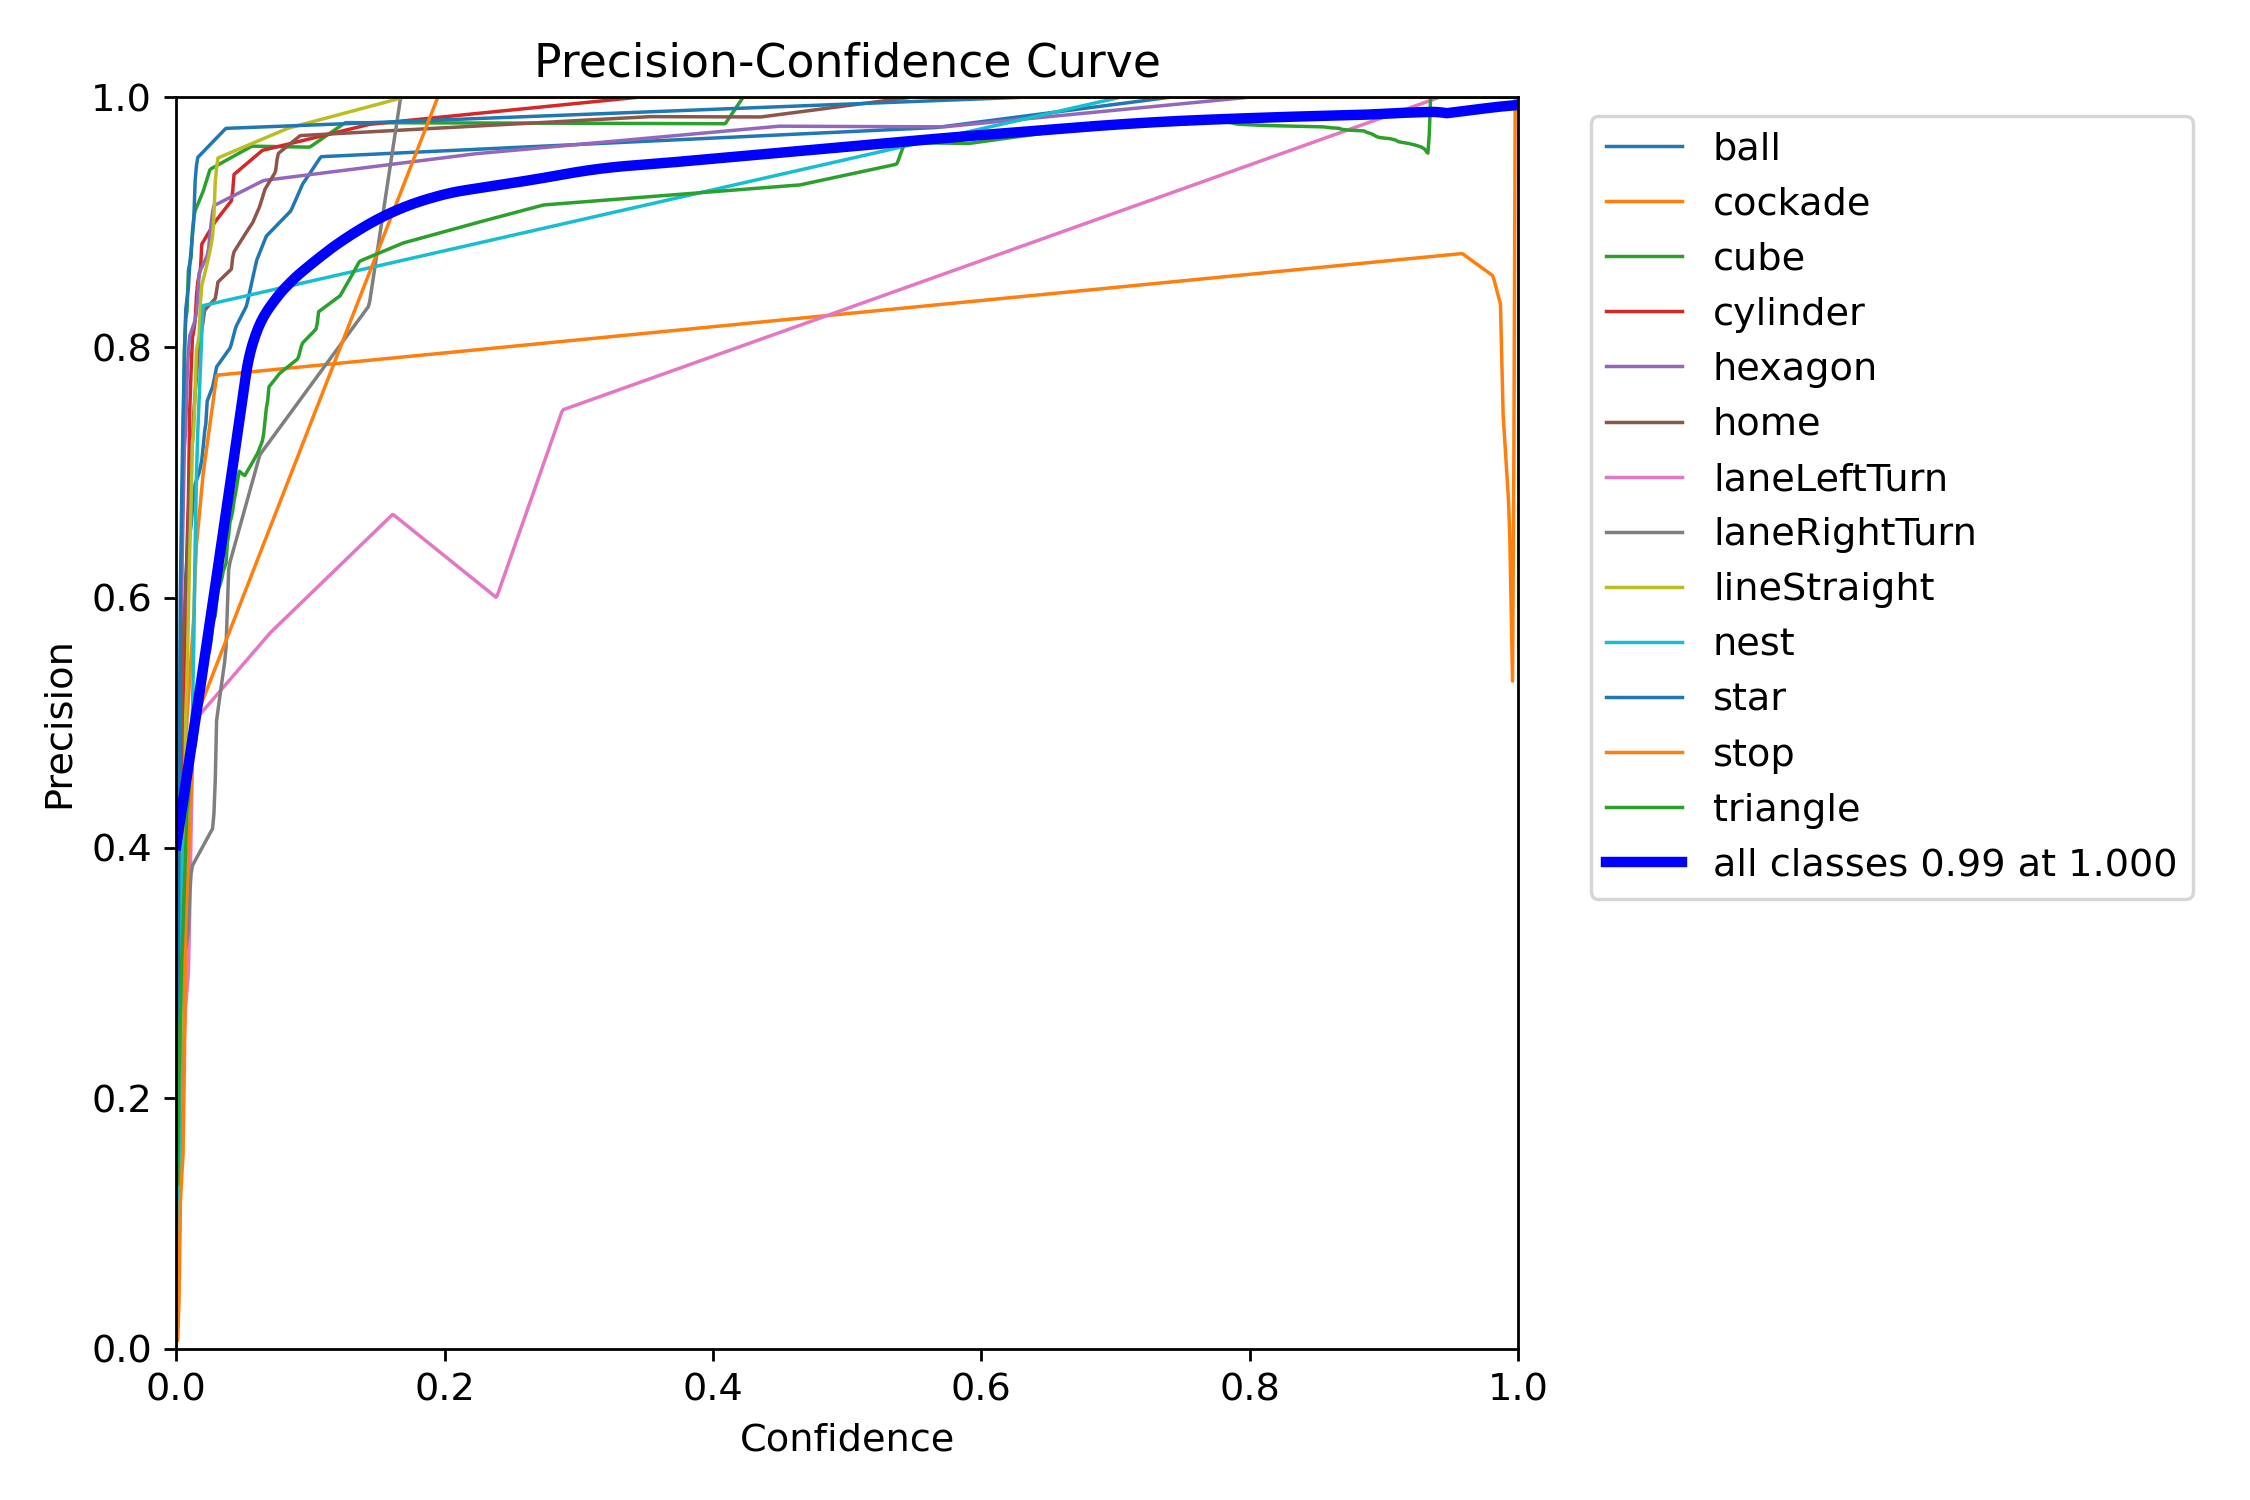 Precision-Confidence Curve
1.0
0.8
0.6
0.4
0.2
0.0
Precision
0.0 0.2 0.4 0.6 0.8 1.0
Confidence
ball
cockade
cube
cylinder
hexagon
home
laneLeftTurn
laneRightTurn
lineStraight
nest
star
stop
triangle
all classes 0.99 at 1.000